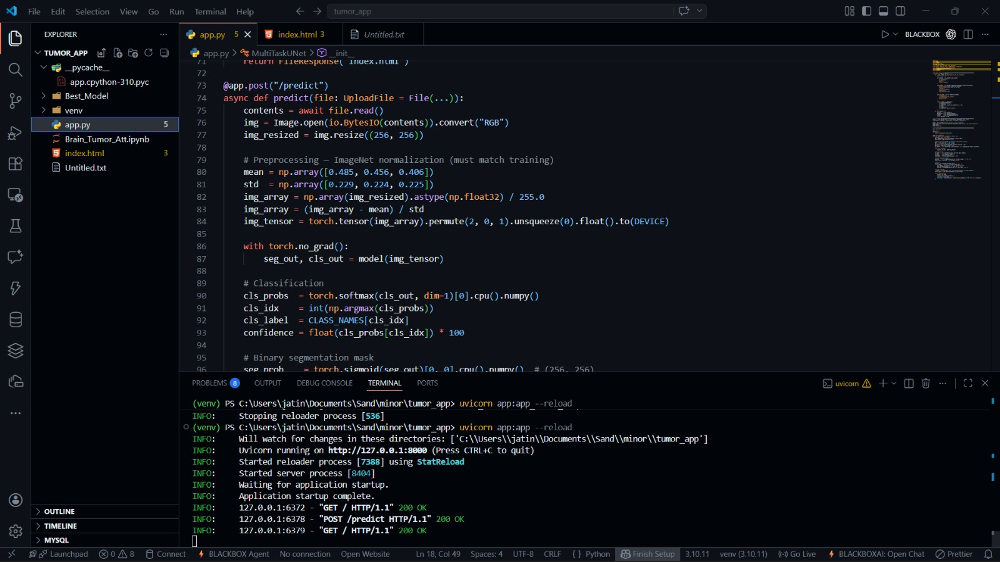 File Edit Selection View Go Run Terminal Help
tumor_app
EXPLORER
TUMOR_APP
__pycache__
app.cpython-310.pyc
Best_Model
venv
app.py 5
Brain_Tumor_Att.ipynb
index.html 3
Untitled.txt
OUTLINE
TIMELINE
MYSQL
app.py 5
index.html 3
Untitled.txt
BLACKBOX
app.py > MultiTaskUNet > __init__
71 return FileResponse("index.html")
72
73 @app.post("/predict")
74 async def predict(file: UploadFile = File(...)):
75 contents = await file.read()
76 img = Image.open(io.BytesIO(contents)).convert("RGB")
77 img_resized = img.resize((256, 256))
78
79 # Preprocessing — ImageNet normalization (must match training)
80 mean = np.array([0.485, 0.456, 0.406])
81 std  = np.array([0.229, 0.224, 0.225])
82 img_array = np.array(img_resized).astype(np.float32) / 255.0
83 img_array = (img_array - mean) / std
84 img_tensor = torch.tensor(img_array).permute(2, 0, 1).unsqueeze(0).float().to(DEVICE)
85
86 with torch.no_grad():
87 seg_out, cls_out = model(img_tensor)
88
89 # Classification
90 cls_probs  = torch.softmax(cls_out, dim=1)[0].cpu().numpy()
91 cls_idx    = int(np.argmax(cls_probs))
92 cls_label  = CLASS_NAMES[cls_idx]
93 confidence = float(cls_probs[cls_idx]) * 100
94
95 # Binary segmentation mask
96 seg_prob    = torch.sigmoid(seg_out)[0, 0].cpu().numpy()  # (256, 256)
PROBLEMS 8 OUTPUT DEBUG CONSOLE TERMINAL PORTS
uvicorn
(venv) PS C:\Users\jatin\Documents\Sand\minor\tumor_app> uvicorn app:app --reload
INFO:     Stopping reloader process [536]
(venv) PS C:\Users\jatin\Documents\Sand\minor\tumor_app> uvicorn app:app --reload
INFO:     Will watch for changes in these directories: ['C:\\Users\\jatin\\Documents\\Sand\\minor\\tumor_app']
INFO:     Uvicorn running on http://127.0.0.1:8000 (Press CTRL+C to quit)
INFO:     Started reloader process [7388] using StatReload
INFO:     Started server process [8404]
INFO:     Waiting for application startup.
INFO:     Application startup complete.
INFO:     127.0.0.1:6372 - "GET / HTTP/1.1" 200 OK
INFO:     127.0.0.1:6378 - "POST /predict HTTP/1.1" 200 OK
INFO:     127.0.0.1:6379 - "GET / HTTP/1.1" 200 OK
Launchpad 0 8 Connect BLACKBOX Agent No connection Open Website Ln 18, Col 49 Spaces: 4 UTF-8 CRLF { } Python Finish Setup 3.10.11 venv (3.10.11) Go Live BLACKBOXAI: Open Chat Prettier